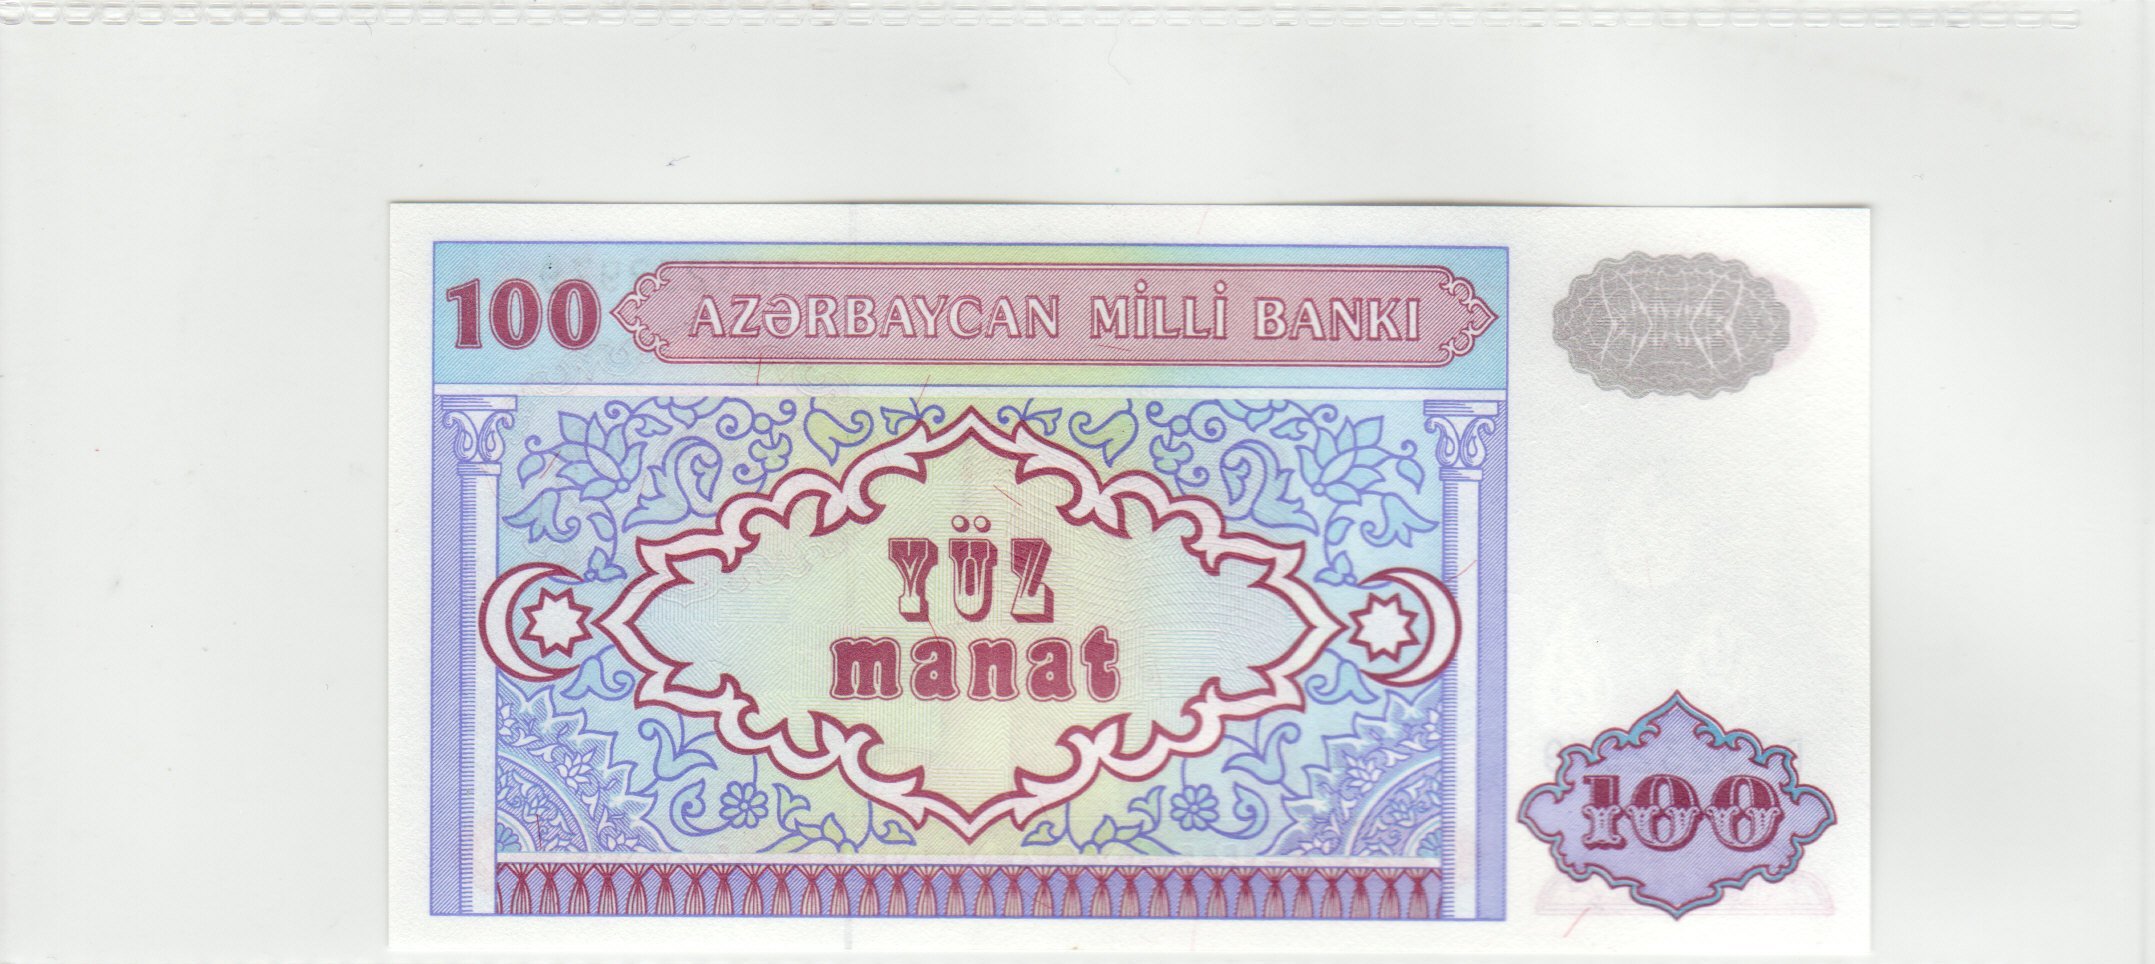 100 AZƏRBAYCAN MİLLİ BANKI
YÜZ
manat
100